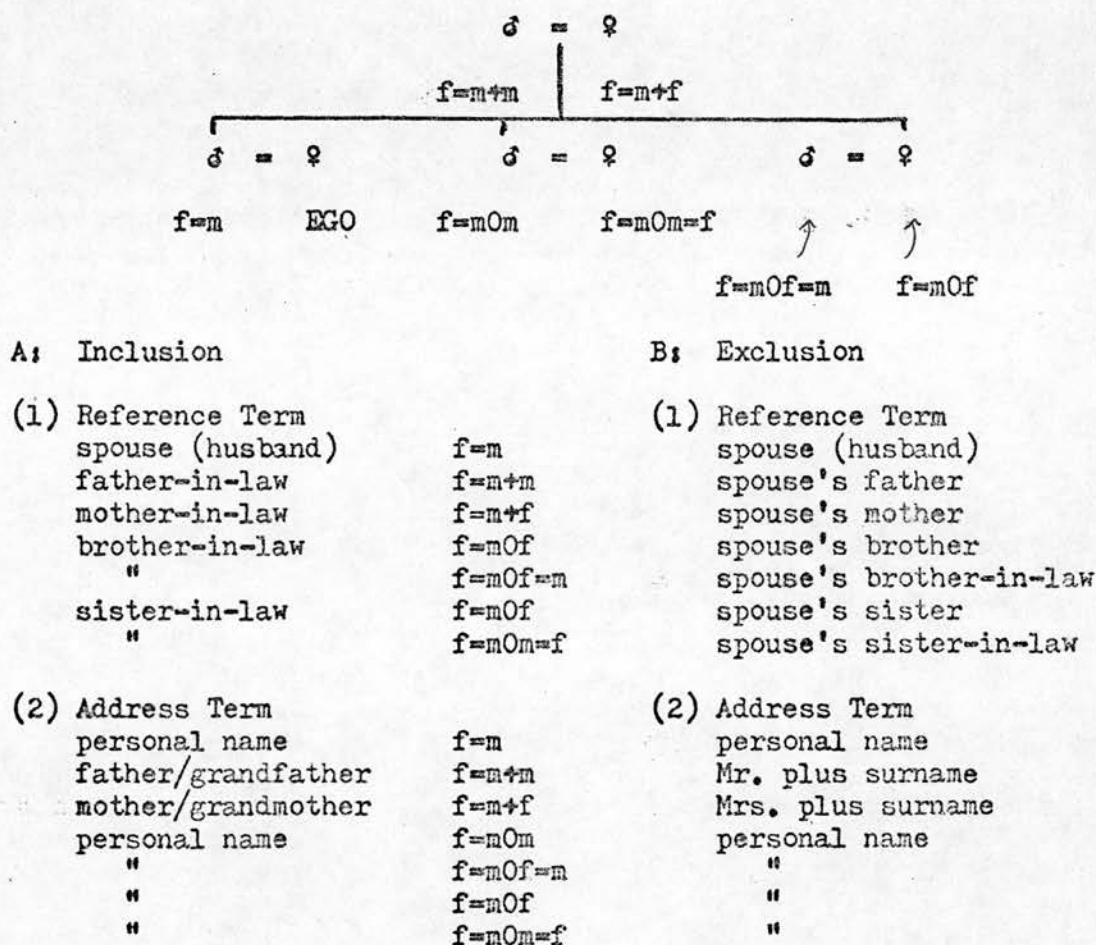 ♂ = ♀
f=m+m f=m+f
♂ = ♀ ♂ = ♀ ♂ = ♀
f=m EGO f=mOm f=mOm=f
f=mOf=m f=mOf
A: Inclusion B: Exclusion
(1) Reference Term (1) Reference Term
spouse (husband) f=m spouse (husband)
father-in-law f=m+m spouse's father
mother-in-law f=m+f spouse's mother
brother-in-law f=mOf spouse's brother
" f=mOf=m spouse's brother-in-law
sister-in-law f=mOf spouse's sister
" f=mOm=f spouse's sister-in-law
(2) Address Term (2) Address Term
personal name f=m personal name
father/grandfather f=m+m Mr. plus surname
mother/grandmother f=m+f Mrs. plus surname
personal name f=mOm personal name
" f=mOf=m "
" f=mOf "
" f=mOm=f "